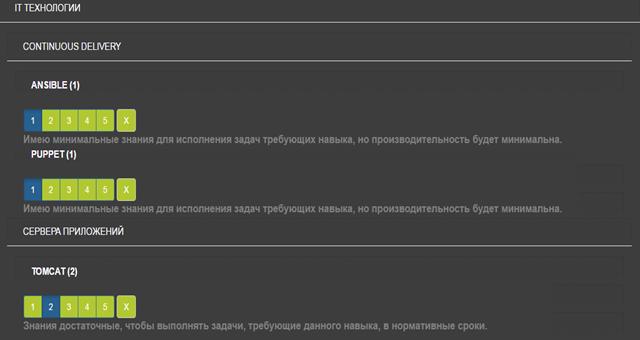 IT ТЕХНОЛОГИИ
CONTINUOUS DELIVERY
ANSIBLE (1)
1 2 3 4 5 X
Имею минимальные знания для исполнения задач требующих навыка, но производительность будет минимальна.
PUPPET (1)
1 2 3 4 5 X
Имею минимальные знания для исполнения задач требующих навыка, но производительность будет минимальна.
СЕРВЕРА ПРИЛОЖЕНИЙ
TOMCAT (2)
1 2 3 4 5 X
Знания достаточные, чтобы выполнять задачи, требующие данного навыка, в нормативные сроки.